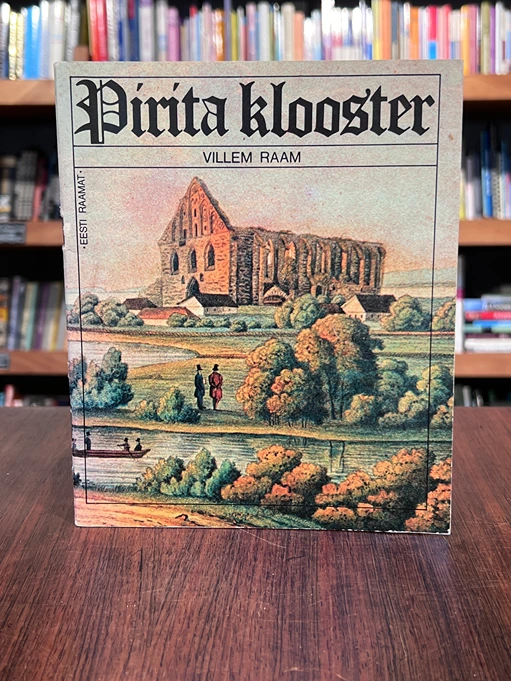 Pirita klooster
VILLEM RAAM
·EESTI RAAMAT·